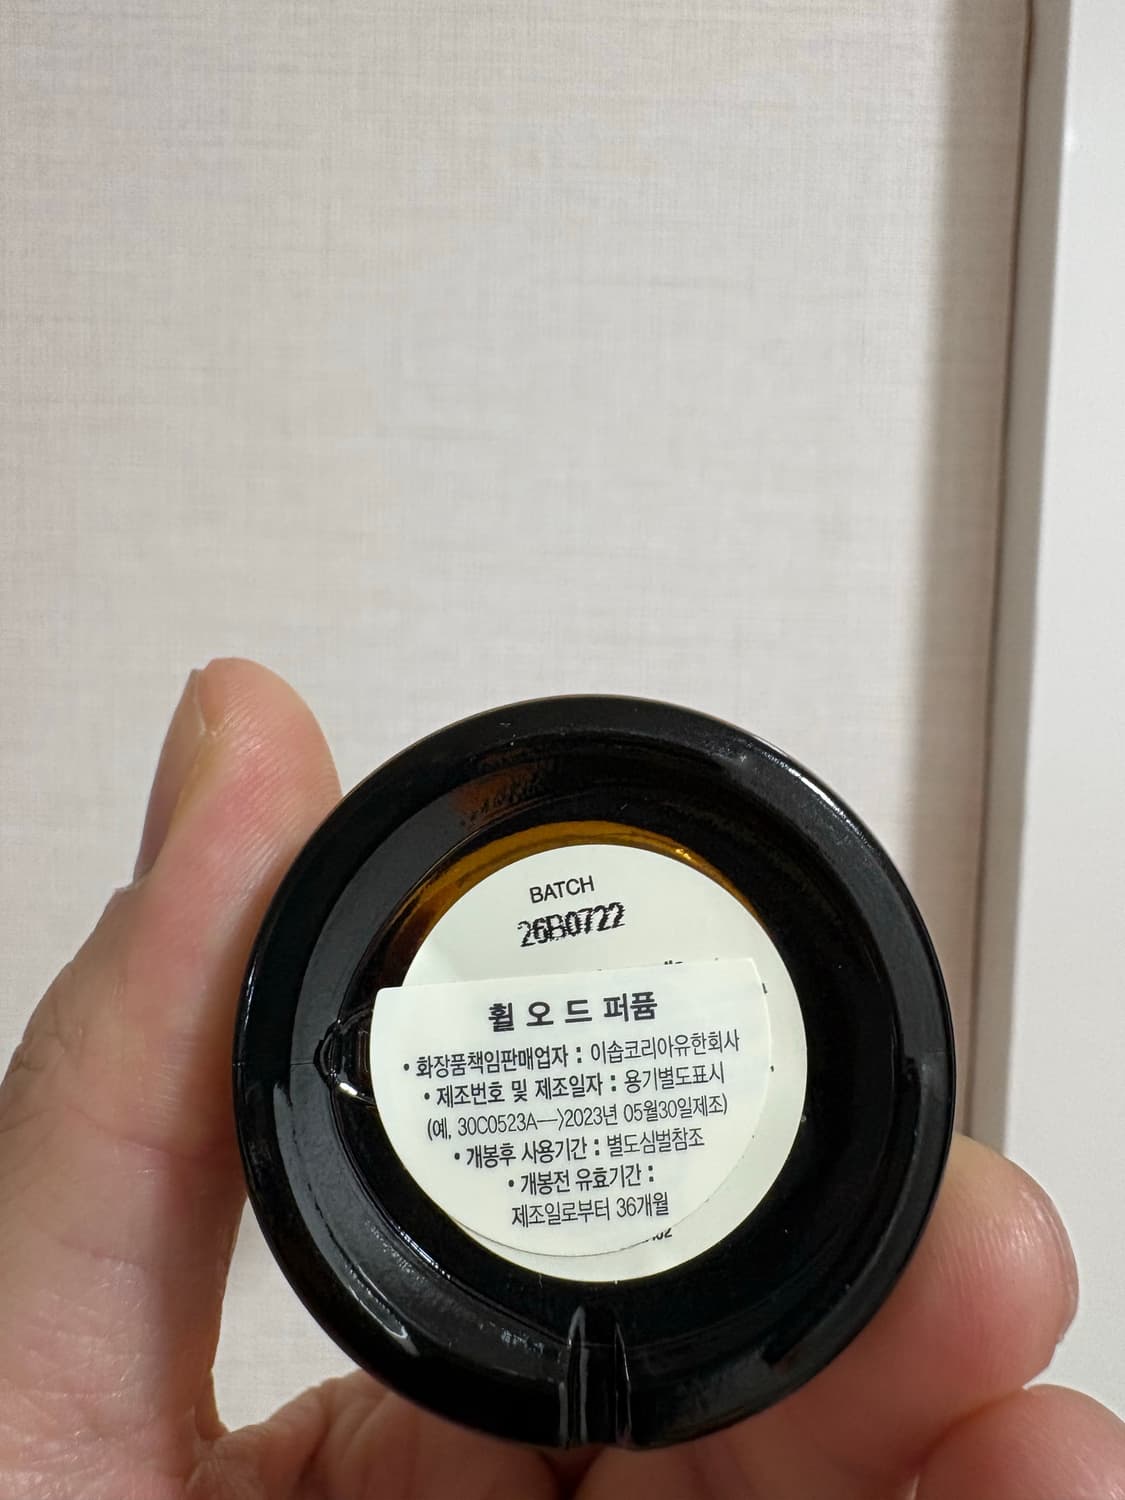 BATCH
26B0722
휠 오 드 퍼퓸
• 화장품책임판매업자 : 이솝코리아유한회사
• 제조번호 및 제조일자 : 용기별도표시
(예, 30C0523A—>2023년 05월30일제조)
• 개봉후 사용기간 : 별도심벌참조
• 개봉전 유효기간 :
제조일로부터 36개월